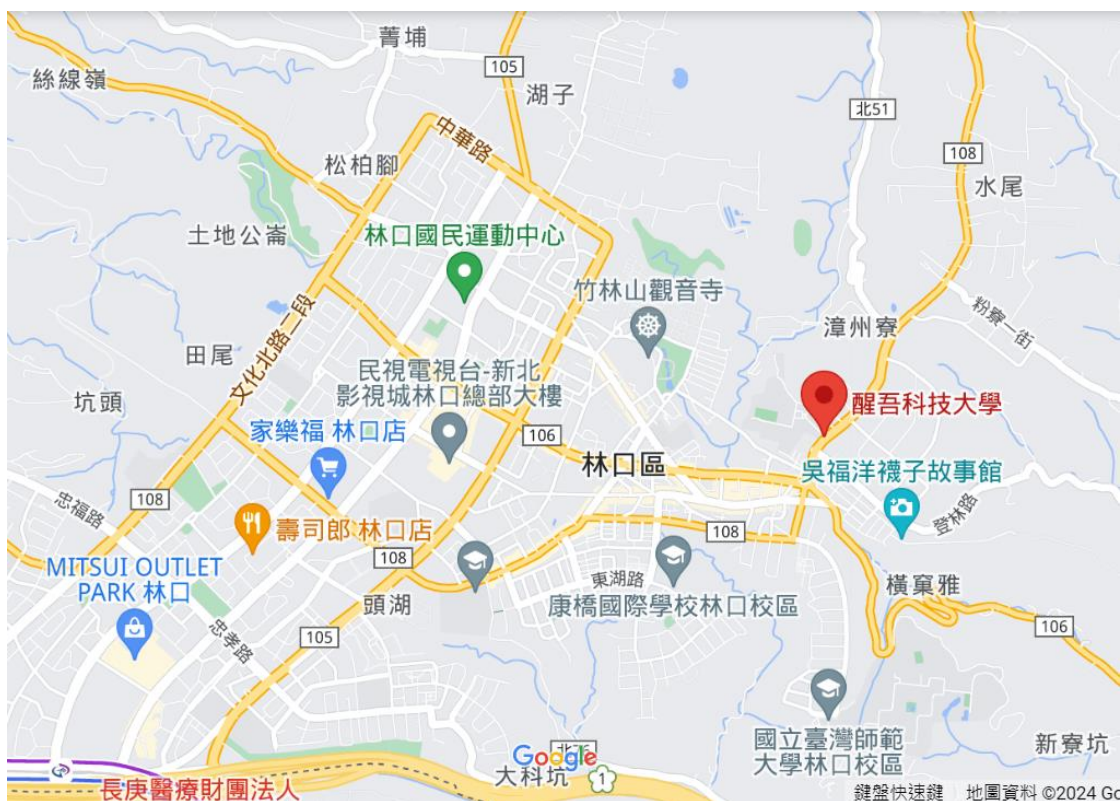 菁埔
105
湖子
絲線嶺
北51
中華路
108
松柏腳
水尾
土地公崙
林口國民運動中心
竹林山觀音寺
粉寮一街
漳州寮
文化北路二段
田尾
民視電視台-新北
影視城林口總部大樓
坑頭
醒吾科技大學
家樂福 林口店
106
林口區
吳福洋襪子故事館
忠福路
108
登林路
壽司郎 林口店
108
108
MITSUI OUTLET
PARK 林口
頭湖
東湖路
橫窠雅
康橋國際學校林口校區
忠孝路
105
106
國立臺灣師範
大學林口校區
新寮坑
Google
大科坑
1
長庚醫療財團法人
鍵盤快速鍵
地圖資料 ©2024 Go